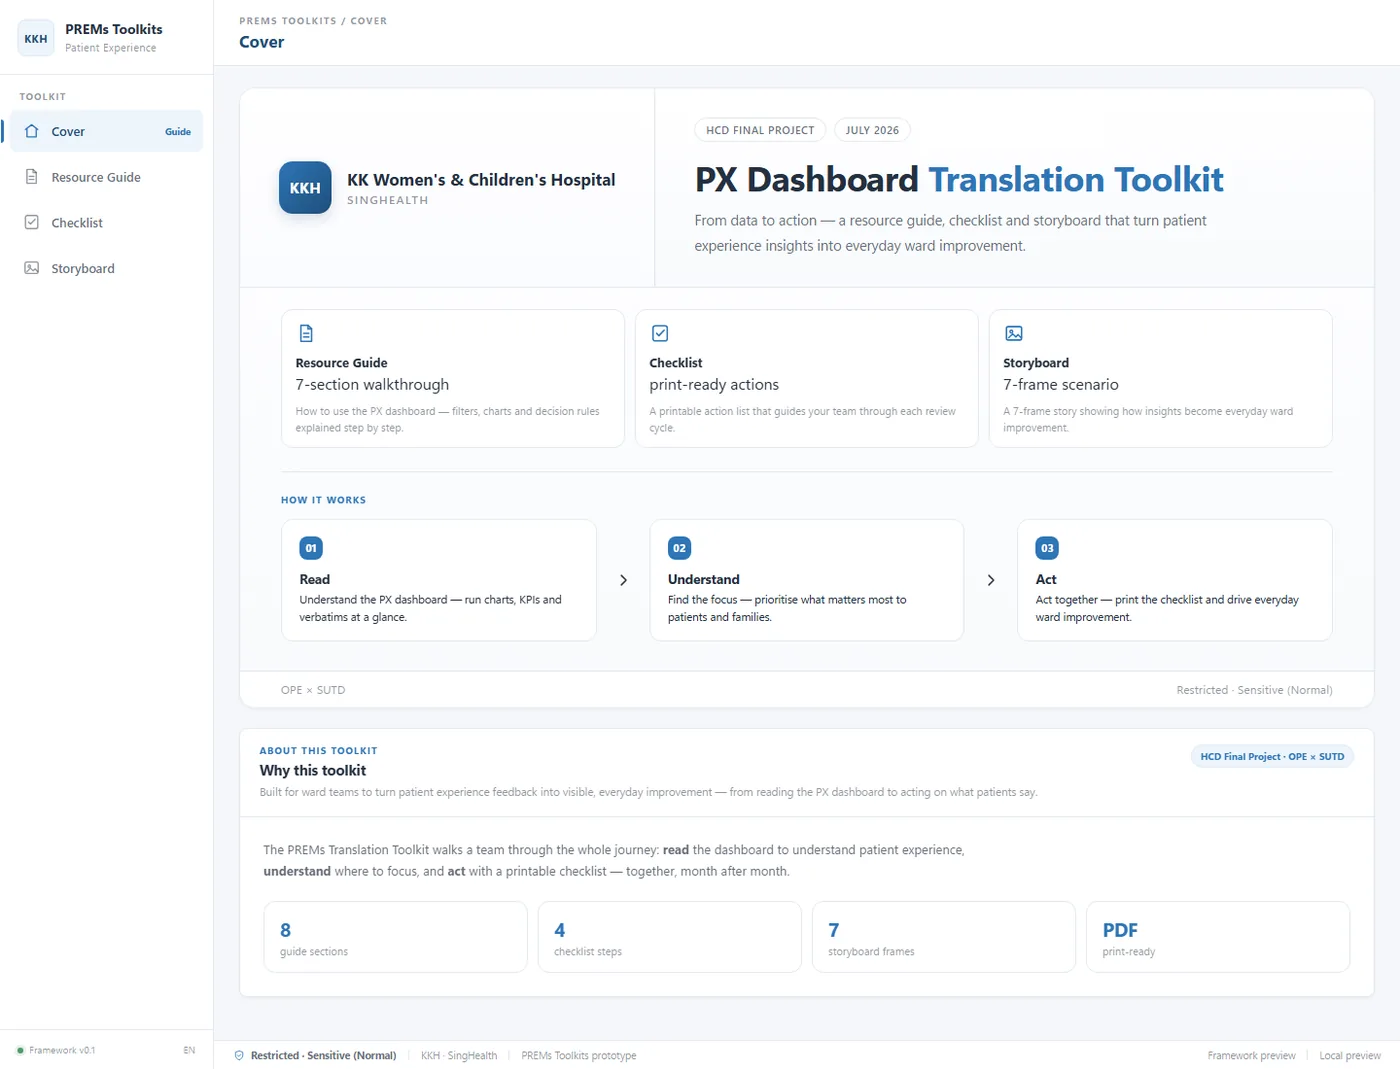 KKH
PREMs Toolkits
Patient Experience
TOOLKIT
Cover
Guide
Resource Guide
Checklist
Storyboard
Framework v0.1
EN
PREMS TOOLKITS / COVER
Cover
KKH
KK Women's & Children's Hospital
SINGHEALTH
HCD FINAL PROJECT
JULY 2026
PX Dashboard Translation Toolkit
From data to action — a resource guide, checklist and storyboard that turn patient
experience insights into everyday ward improvement.
Resource Guide
7-section walkthrough
How to use the PX dashboard — filters, charts and decision rules
explained step by step.
Checklist
print-ready actions
A printable action list that guides your team through each review
cycle.
Storyboard
7-frame scenario
A 7-frame story showing how insights become everyday ward
improvement.
HOW IT WORKS
01
Read
Understand the PX dashboard — run charts, KPIs and
verbatims at a glance.
02
Understand
Find the focus — prioritise what matters most to
patients and families.
03
Act
Act together — print the checklist and drive everyday
ward improvement.
OPE × SUTD
Restricted · Sensitive (Normal)
ABOUT THIS TOOLKIT
Why this toolkit
Built for ward teams to turn patient experience feedback into visible, everyday improvement — from reading the PX dashboard to acting on what patients say.
HCD Final Project · OPE × SUTD
The PREMs Translation Toolkit walks a team through the whole journey: read the dashboard to understand patient experience,
understand where to focus, and act with a printable checklist — together, month after month.
8
guide sections
4
checklist steps
7
storyboard frames
PDF
print-ready
Restricted · Sensitive (Normal)
KKH · SingHealth
PREMs Toolkits prototype
Framework preview
Local preview